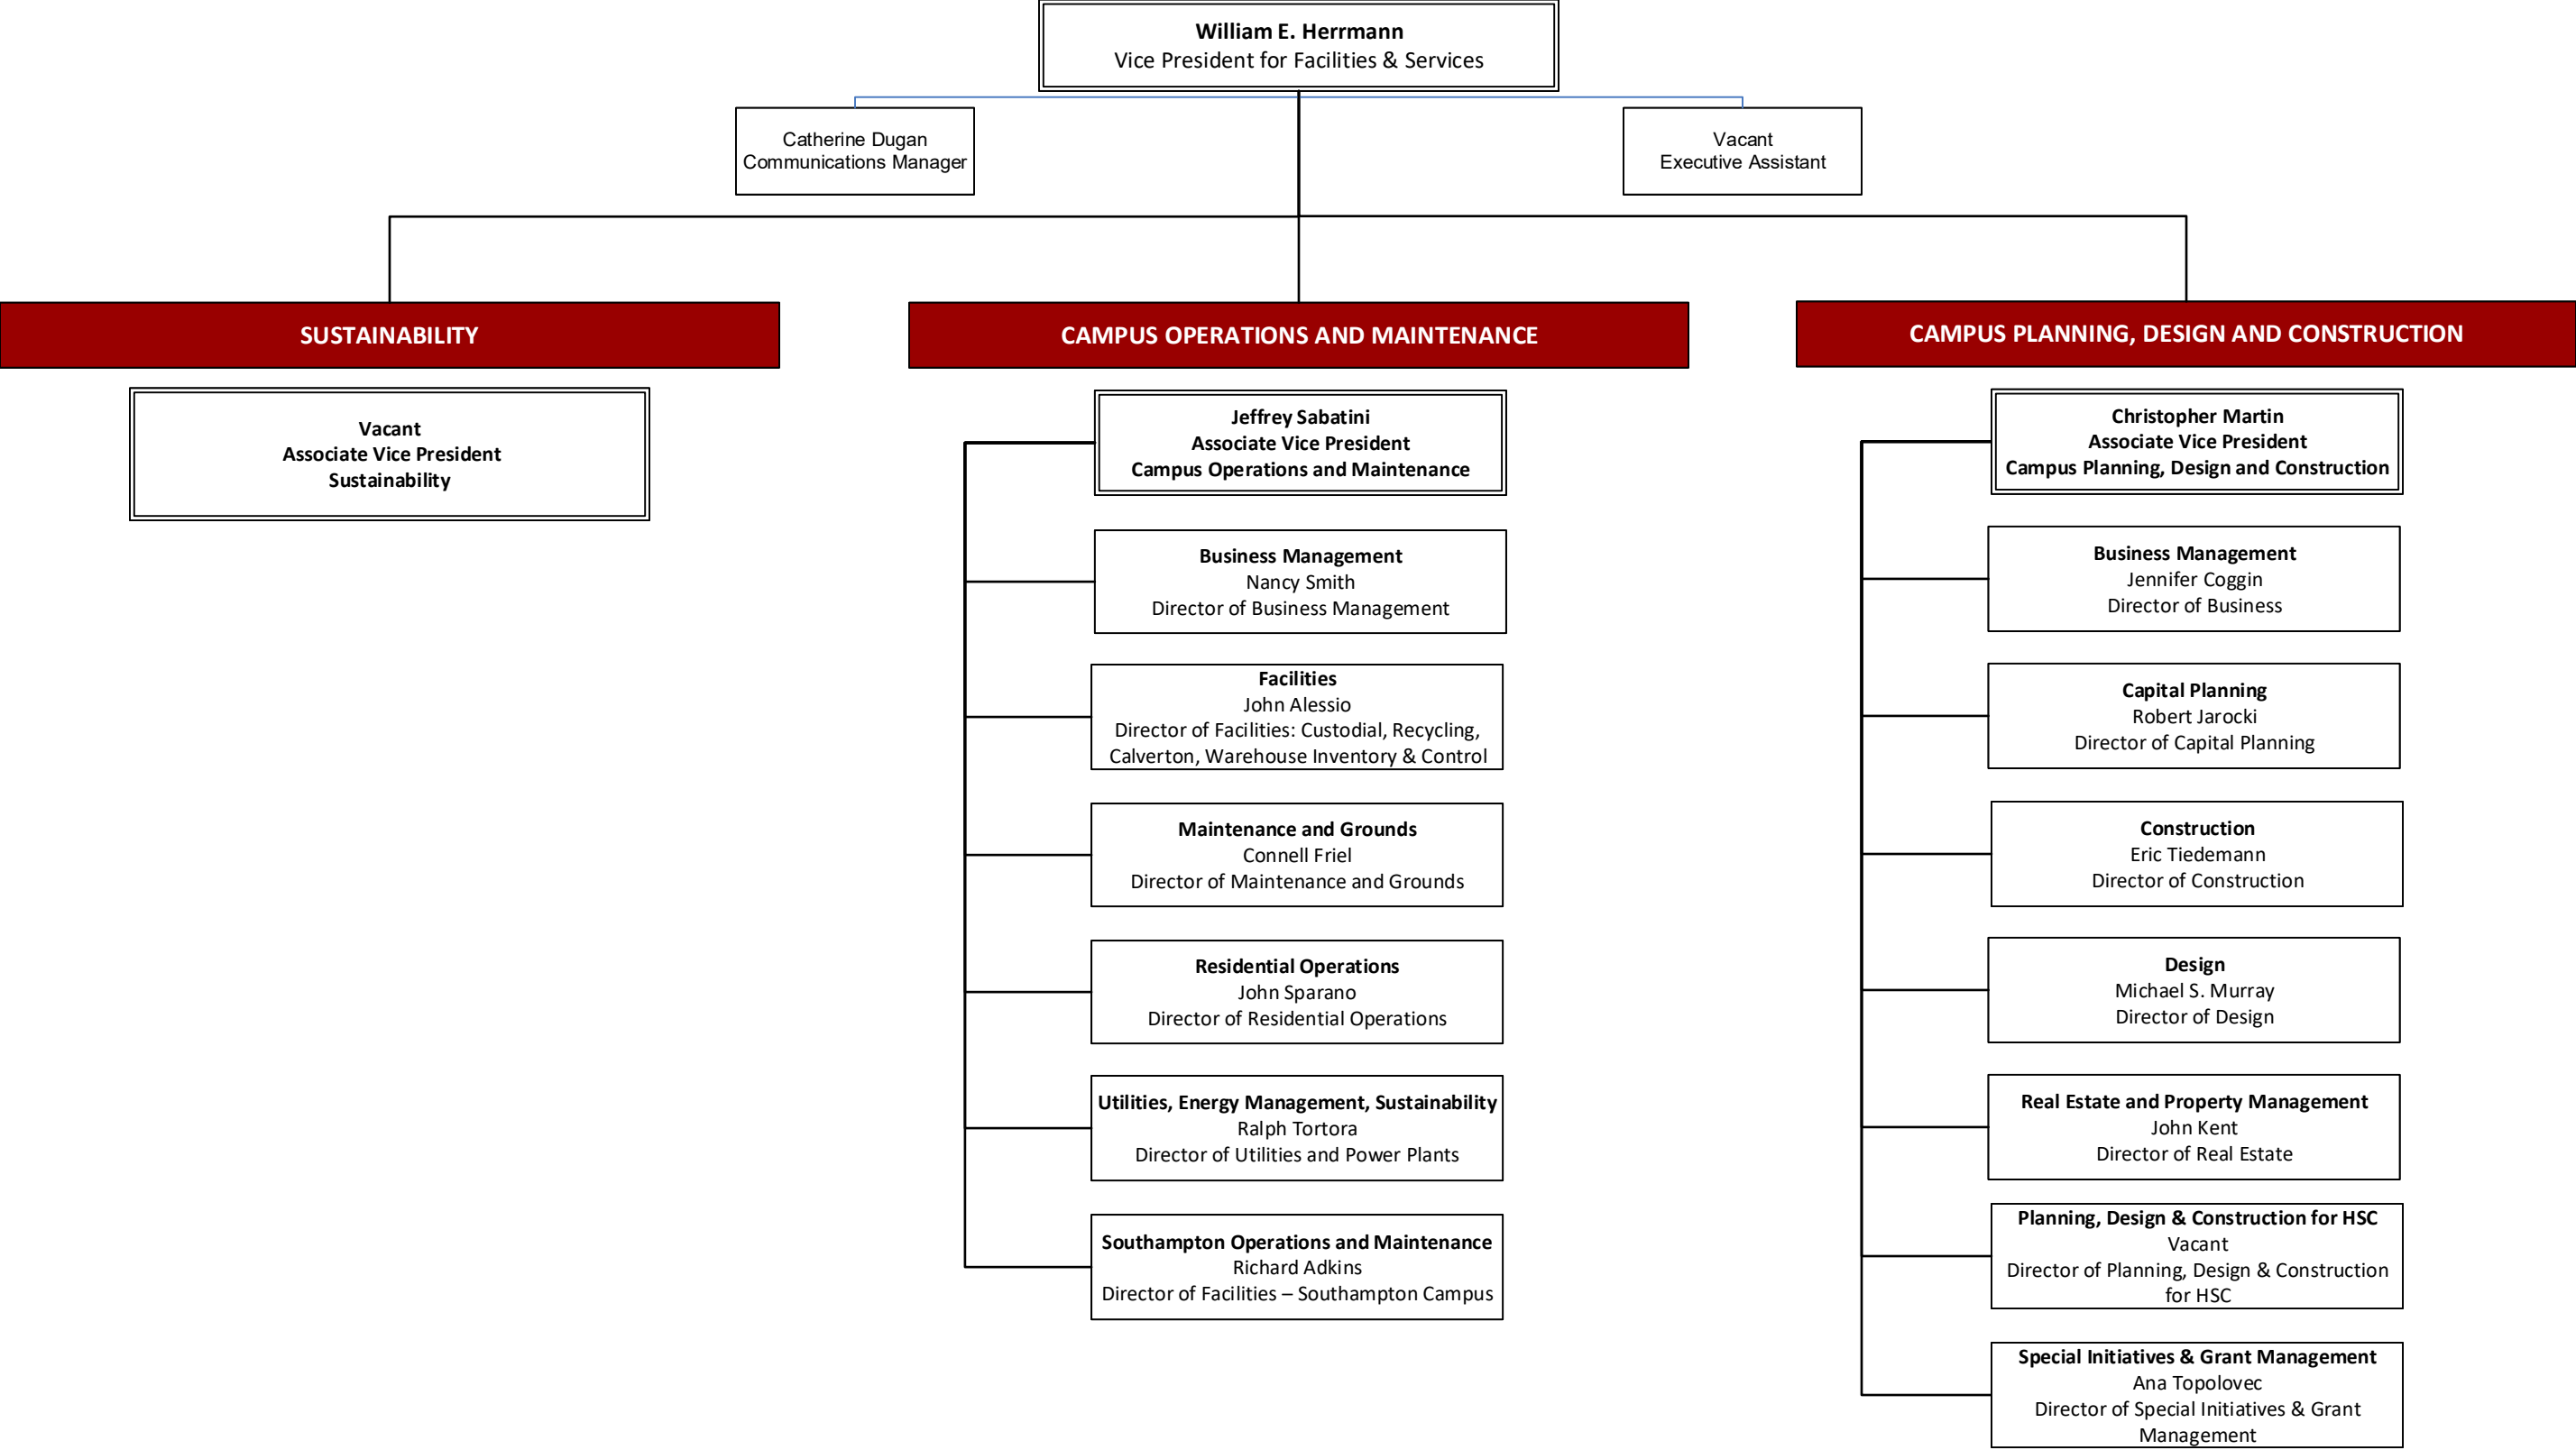 William E. Herrmann
Vice President for Facilities & Services
Catherine Dugan
Communications Manager
Vacant
Executive Assistant
SUSTAINABILITY
Vacant
Associate Vice President
Sustainability
CAMPUS OPERATIONS AND MAINTENANCE
Jeffrey Sabatini
Associate Vice President
Campus Operations and Maintenance
Business Management
Nancy Smith
Director of Business Management
Facilities
John Alessio
Director of Facilities: Custodial, Recycling,
Calverton, Warehouse Inventory & Control
Maintenance and Grounds
Connell Friel
Director of Maintenance and Grounds
Residential Operations
John Sparano
Director of Residential Operations
Utilities, Energy Management, Sustainability
Ralph Tortora
Director of Utilities and Power Plants
Southampton Operations and Maintenance
Richard Adkins
Director of Facilities – Southampton Campus
CAMPUS PLANNING, DESIGN AND CONSTRUCTION
Christopher Martin
Associate Vice President
Campus Planning, Design and Construction
Business Management
Jennifer Coggin
Director of Business
Capital Planning
Robert Jarocki
Director of Capital Planning
Construction
Eric Tiedemann
Director of Construction
Design
Michael S. Murray
Director of Design
Real Estate and Property Management
John Kent
Director of Real Estate
Planning, Design & Construction for HSC
Vacant
Director of Planning, Design & Construction
for HSC
Special Initiatives & Grant Management
Ana Topolovec
Director of Special Initiatives & Grant
Management